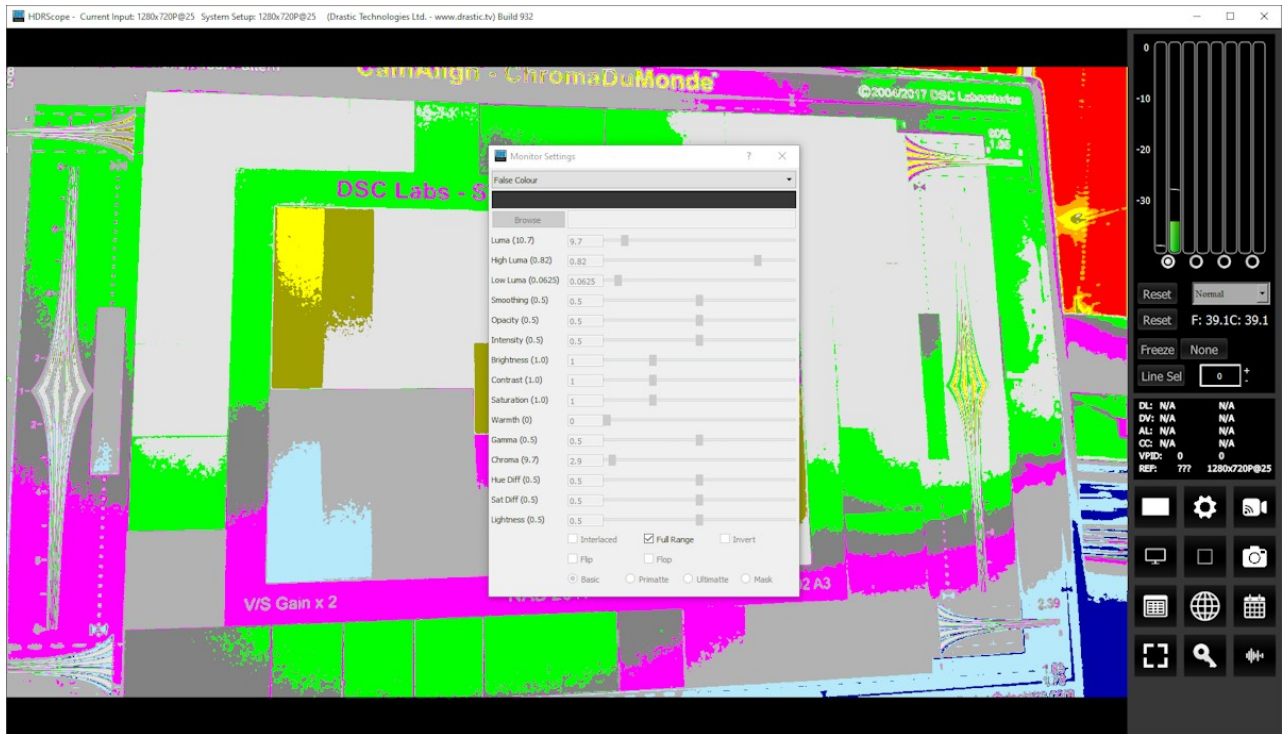 HDRScope - Current Input: 1280x720P@25 System Setup: 1280x720P@25 (Drastic Technologies Ltd. - www.drastic.tv) Build 932
CamAlign - ChromaDuMonde
©2004/2017 DSC Laboratories
DSC Labs - S
V/S Gain x 2
2.39
Monitor Settings ?
False Colour
Browse
Luma (10.7) 9.7
High Luma (0.82) 0.82
Low Luma (0.0625) 0.0625
Smoothing (0.5) 0.5
Opacity (0.5) 0.5
Intensity (0.5) 0.5
Brightness (1.0) 1
Contrast (1.0) 1
Saturation (1.0) 1
Warmth (0) 0
Gamma (0.5) 0.5
Chroma (9.7) 2.9
Hue Diff (0.5) 0.5
Sat Diff (0.5) 0.5
Lightness (0.5) 0.5
Interlaced Full Range Invert
Flip Flop
Basic Primatte Ultimatte Mask
0
-10
-20
-30
Reset Normal
Reset F: 39.1C: 39.1
Freeze None
Line Sel 0 + -
DL: N/A N/A
DV: N/A N/A
AL: N/A N/A
CC: N/A N/A
VPID: 0 0
REF: ??? 1280x720P@25